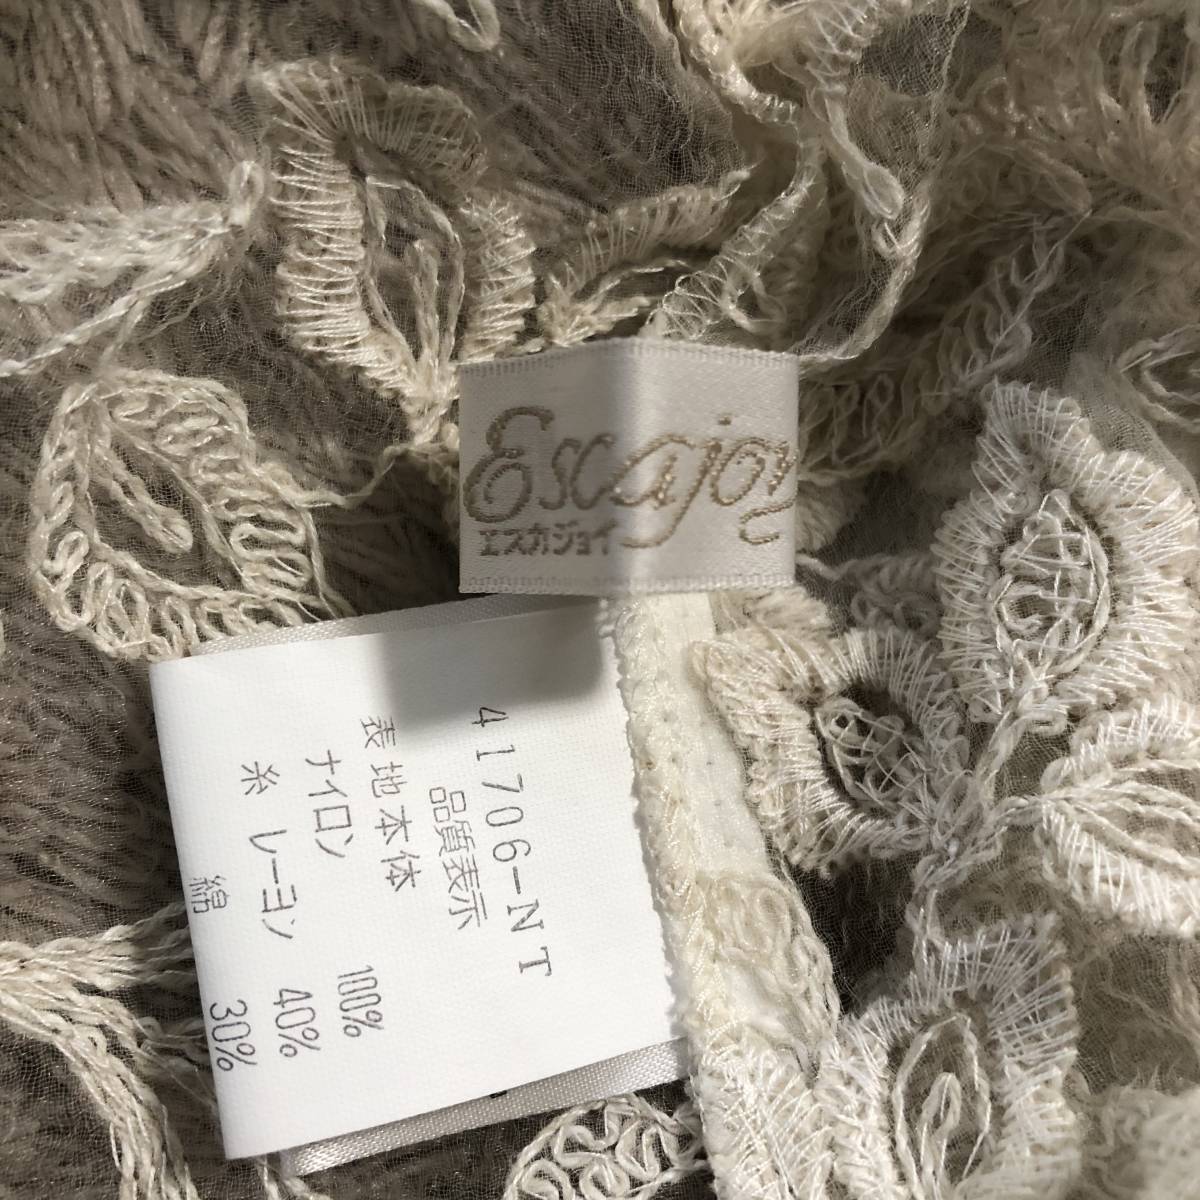 Escajoy
エスカジョイ
41706-NT
品質表示
表地本体
ナイロン 100%
糸 レーヨン 40%
綿 30%